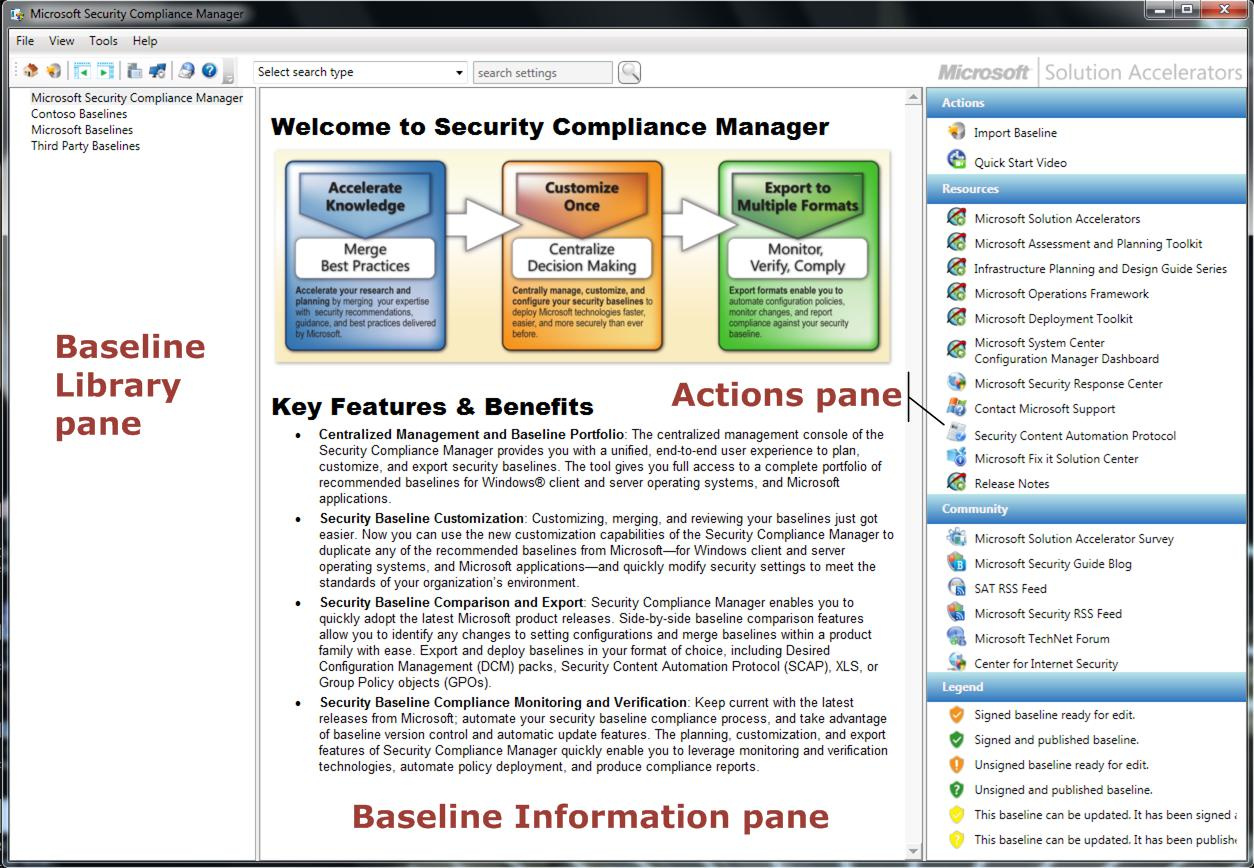 Microsoft Security Compliance Manager
File View Tools Help
Select search type
search settings
Microsoft Solution Accelerators
Microsoft Security Compliance Manager
Contoso Baselines
Microsoft Baselines
Third Party Baselines
Baseline
Library
pane
Welcome to Security Compliance Manager
Accelerate
Knowledge
Merge
Best Practices
Accelerate your research and
planning by merging your expertise
with security recommendations,
guidance, and best practices delivered
by Microsoft.
Customize
Once
Centralize
Decision Making
Centrally manage, customize, and
configure your security baselines to
deploy Microsoft technologies faster,
easier, and more securely than ever
before.
Export to
Multiple Formats
Monitor,
Verify, Comply
Export formats enable you to
automate configuration policies,
monitor changes, and report
compliance against your security
baseline.
Key Features & Benefits
Actions pane
• Centralized Management and Baseline Portfolio: The centralized management console of the
Security Compliance Manager provides you with a unified, end-to-end user experience to plan,
customize, and export security baselines. The tool gives you full access to a complete portfolio of
recommended baselines for Windows® client and server operating systems, and Microsoft
applications.
• Security Baseline Customization: Customizing, merging, and reviewing your baselines just got
easier. Now you can use the new customization capabilities of the Security Compliance Manager to
duplicate any of the recommended baselines from Microsoft—for Windows client and server
operating systems, and Microsoft applications—and quickly modify security settings to meet the
standards of your organization's environment.
• Security Baseline Comparison and Export: Security Compliance Manager enables you to
quickly adopt the latest Microsoft product releases. Side-by-side baseline comparison features
allow you to identify any changes to setting configurations and merge baselines within a product
family with ease. Export and deploy baselines in your format of choice, including Desired
Configuration Management (DCM) packs, Security Content Automation Protocol (SCAP), XLS, or
Group Policy objects (GPOs).
• Security Baseline Compliance Monitoring and Verification: Keep current with the latest
releases from Microsoft; automate your security baseline compliance process, and take advantage
of baseline version control and automatic update features. The planning, customization, and export
features of Security Compliance Manager quickly enable you to leverage monitoring and verification
technologies, automate policy deployment, and produce compliance reports.
Baseline Information pane
Actions
Import Baseline
Quick Start Video
Resources
Microsoft Solution Accelerators
Microsoft Assessment and Planning Toolkit
Infrastructure Planning and Design Guide Series
Microsoft Operations Framework
Microsoft Deployment Toolkit
Microsoft System Center
Configuration Manager Dashboard
Microsoft Security Response Center
Contact Microsoft Support
Security Content Automation Protocol
Microsoft Fix it Solution Center
Release Notes
Community
Microsoft Solution Accelerator Survey
Microsoft Security Guide Blog
SAT RSS Feed
Microsoft Security RSS Feed
Microsoft TechNet Forum
Center for Internet Security
Legend
Signed baseline ready for edit.
Signed and published baseline.
Unsigned baseline ready for edit.
Unsigned and published baseline.
This baseline can be updated. It has been signed
This baseline can be updated. It has been publish